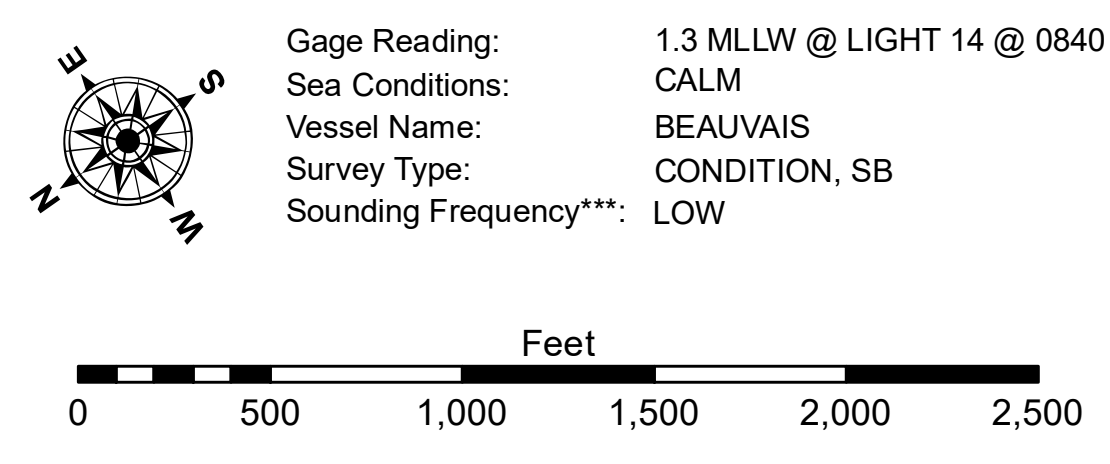 E
S
N
W
Gage Reading: 1.3 MLLW @ LIGHT 14 @ 0840
Sea Conditions: CALM
Vessel Name: BEAUVAIS
Survey Type: CONDITION, SB
Sounding Frequency***: LOW
Feet
0 500 1,000 1,500 2,000 2,500